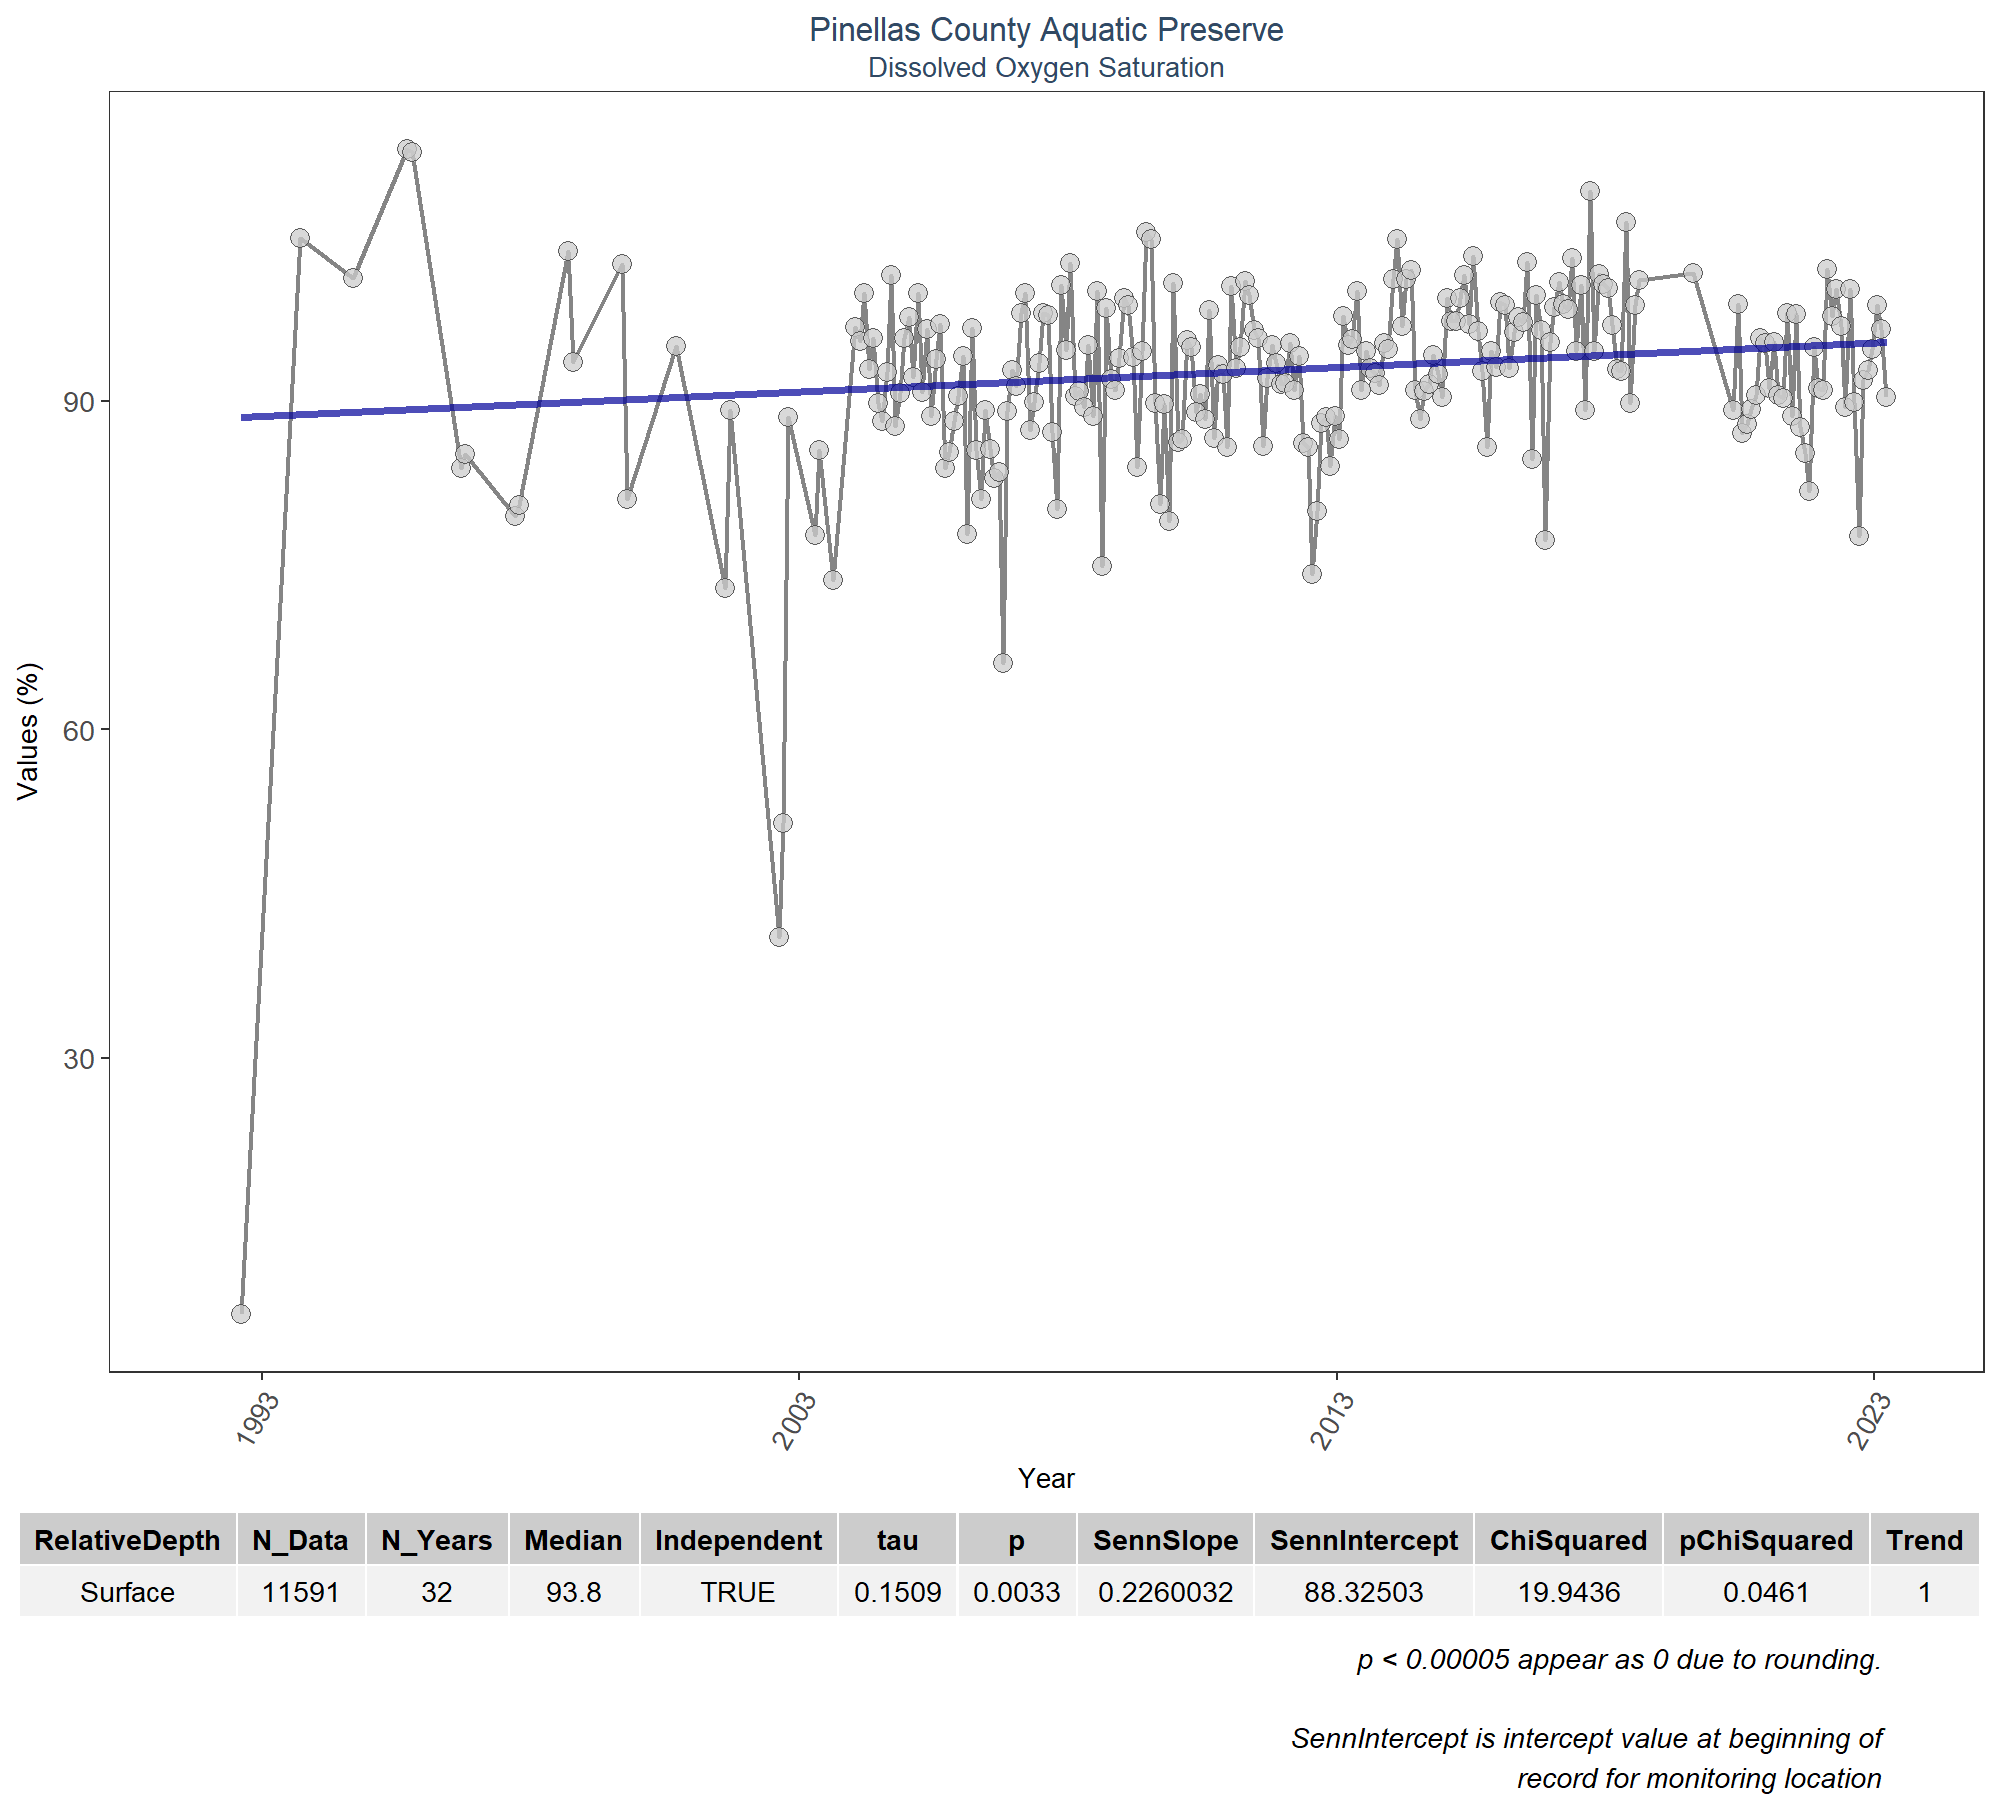 Pinellas County Aquatic Preserve
Dissolved Oxygen Saturation
Values (%)
90
60
30
1993 2003 2013 2023
Year
RelativeDepth N_Data N_Years Median Independent tau p SennSlope SennIntercept ChiSquared pChiSquared Trend
Surface 11591 32 93.8 TRUE 0.1509 0.0033 0.2260032 88.32503 19.9436 0.0461 1
p < 0.00005 appear as 0 due to rounding.
SennIntercept is intercept value at beginning of
record for monitoring location